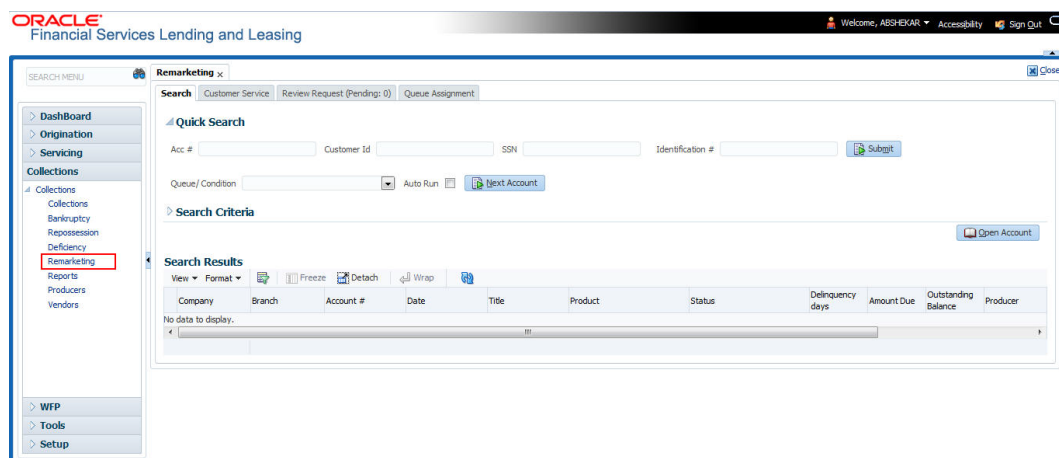 ORACLE
Financial Services Lending and Leasing
Welcome, ABSHEKAR Accessibility Sign Out
SEARCH MENU
DashBoard
Origination
Servicing
Collections
Collections
Collections
Bankruptcy
Repossession
Deficiency
Remarketing
Reports
Producers
Vendors
WFP
Tools
Setup
Remarketing x
Close
Search Customer Service Review Request (Pending: 0) Queue Assignment
Quick Search
Acc # Customer Id SSN Identification # Submit
Queue/ Condition Auto Run Next Account
Search Criteria
Open Account
Search Results
View Format Freeze Detach Wrap
Company Branch Account # Date Title Product Status Delinquency days Amount Due Outstanding Balance Producer
No data to display.